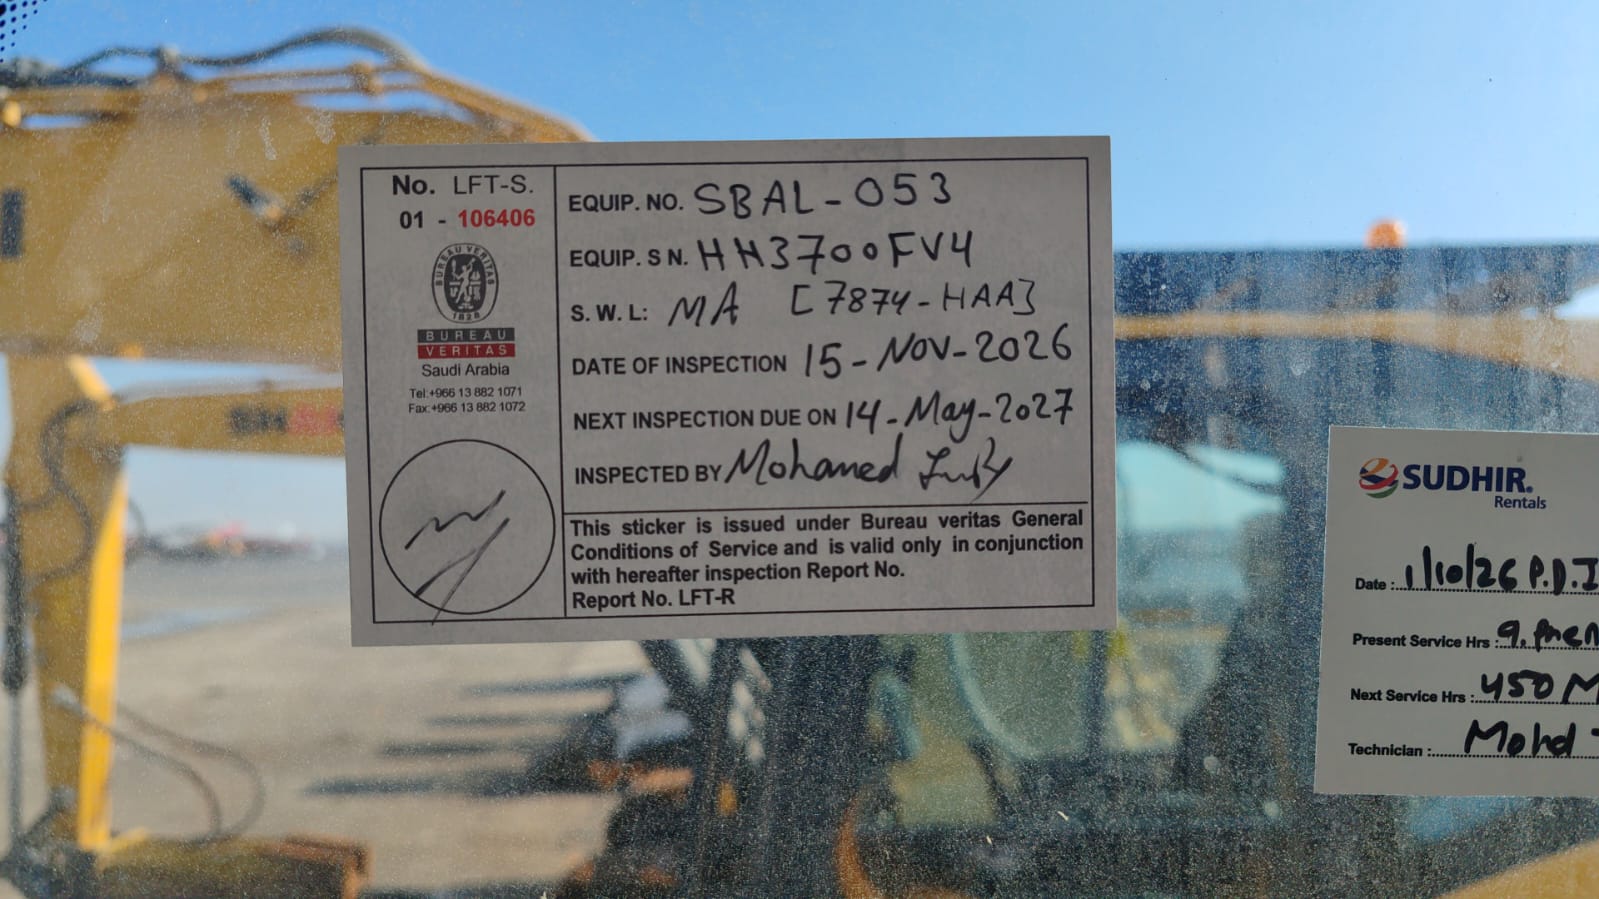 No. LFT-S.
01 - 106406
BUREAU VERITAS
1828
BUREAU
VERITAS
Saudi Arabia
Tel:+966 13 882 1071
Fax:+966 13 882 1072
EQUIP. NO. SBAL-053
EQUIP. S N. HH3700FV4
S. W. L: MA [7874-HAA]
DATE OF INSPECTION 15-Nov-2026
NEXT INSPECTION DUE ON 14-May-2027
INSPECTED BY Mohamed
This sticker is issued under Bureau veritas General
Conditions of Service and is valid only in conjunction
with hereafter inspection Report No.
Report No. LFT-R
SUDHIR.
Rentals
Date : 1/10/26 P.D.I
Present Service Hrs : 9.
Next Service Hrs : 450
Technician : Mohd